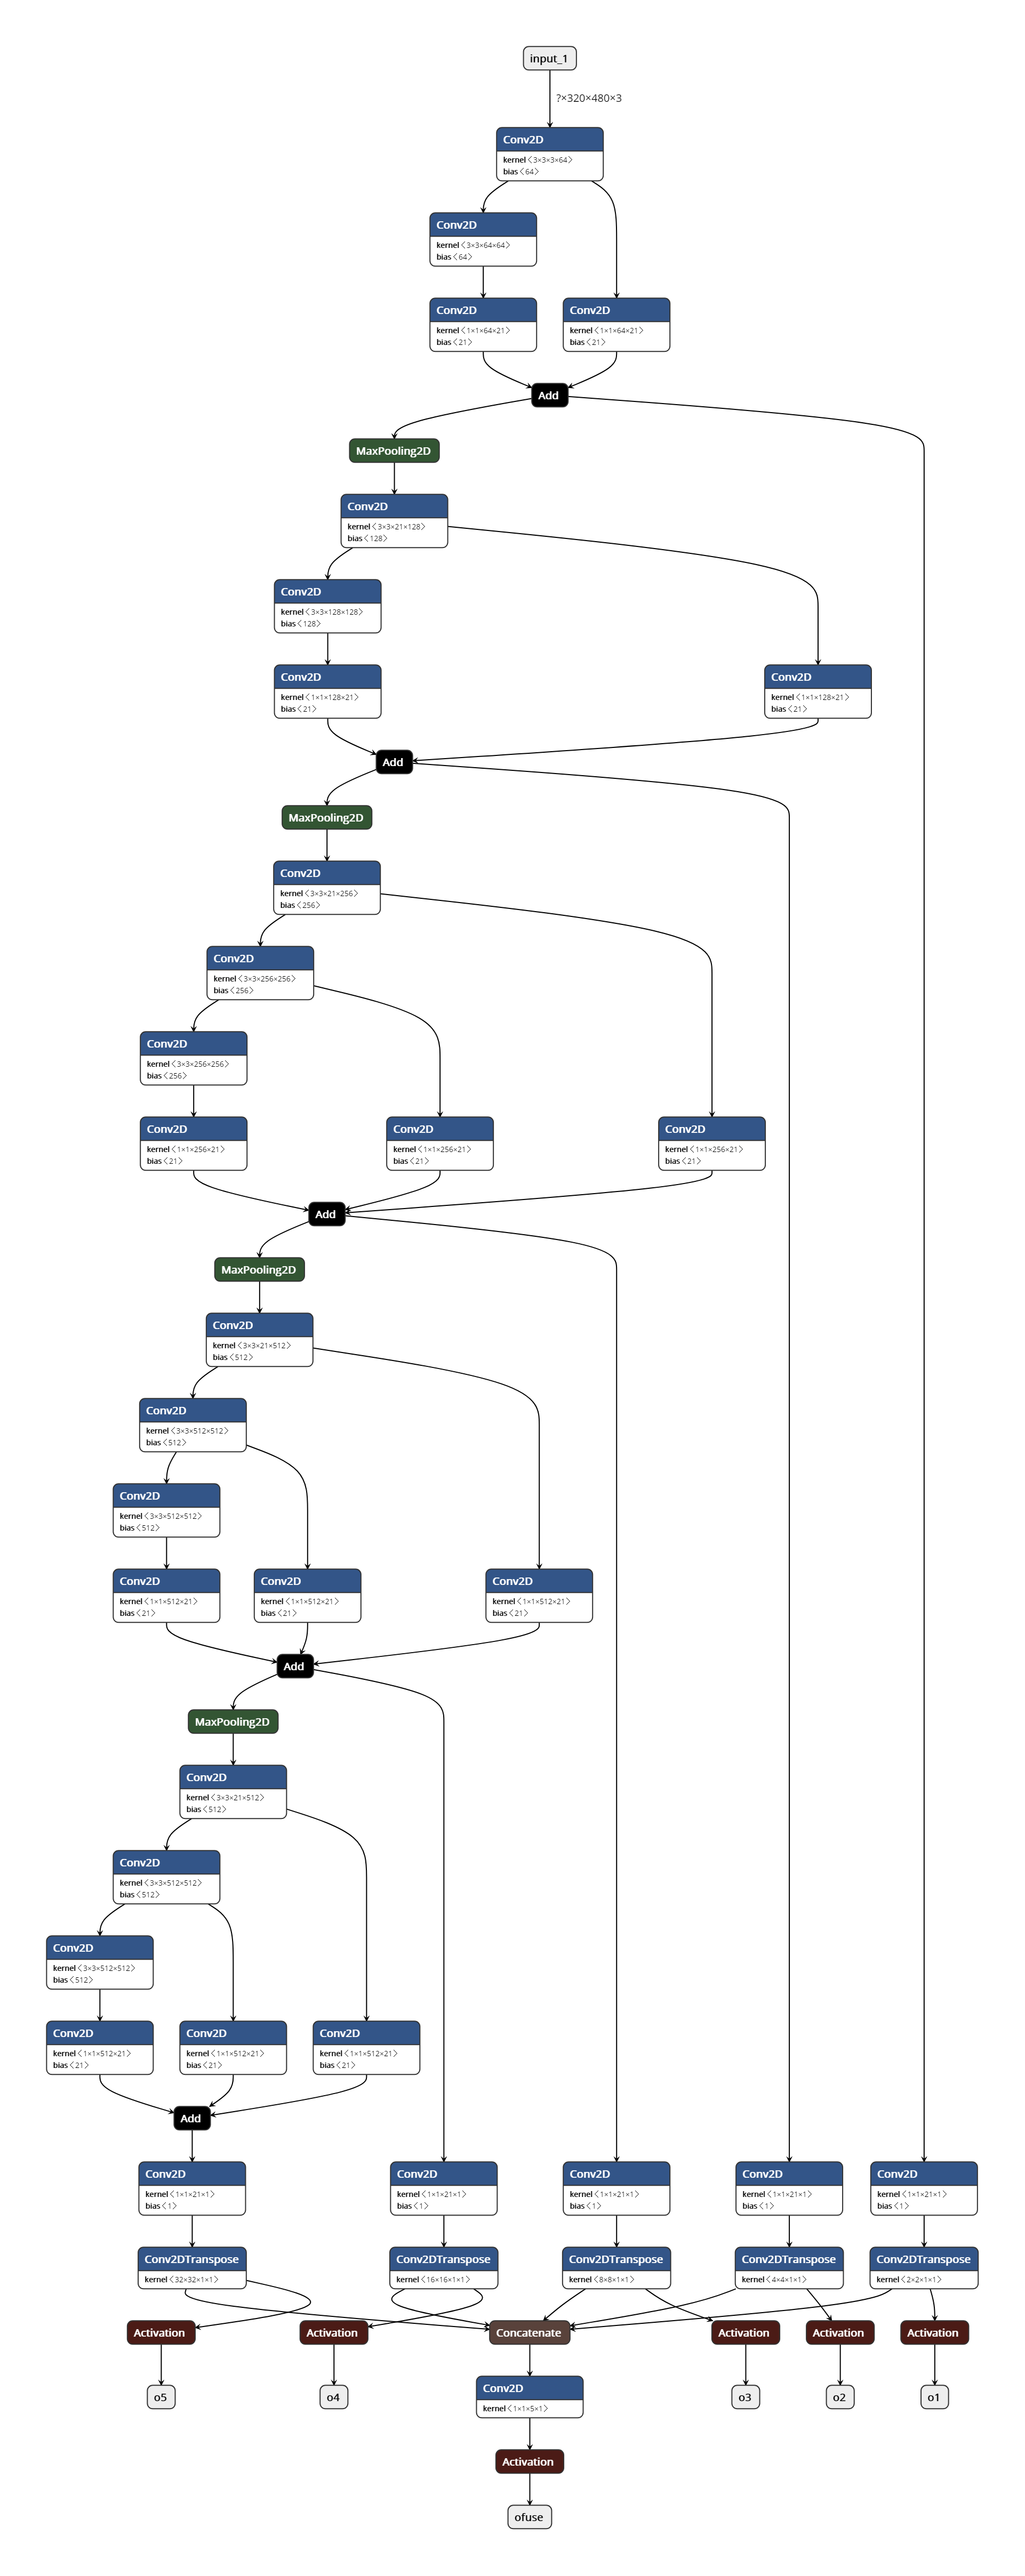 input_1
?×320×480×3
Conv2D
kernel〈3×3×3×64〉
bias〈64〉
Conv2D
kernel〈3×3×64×64〉
bias〈64〉
Conv2D
kernel〈1×1×64×21〉
bias〈21〉
Conv2D
kernel〈1×1×64×21〉
bias〈21〉
Add
MaxPooling2D
Conv2D
kernel〈3×3×21×128〉
bias〈128〉
Conv2D
kernel〈3×3×128×128〉
bias〈128〉
Conv2D
kernel〈1×1×128×21〉
bias〈21〉
Conv2D
kernel〈1×1×128×21〉
bias〈21〉
Add
MaxPooling2D
Conv2D
kernel〈3×3×21×256〉
bias〈256〉
Conv2D
kernel〈3×3×256×256〉
bias〈256〉
Conv2D
kernel〈3×3×256×256〉
bias〈256〉
Conv2D
kernel〈1×1×256×21〉
bias〈21〉
Conv2D
kernel〈1×1×256×21〉
bias〈21〉
Conv2D
kernel〈1×1×256×21〉
bias〈21〉
Add
MaxPooling2D
Conv2D
kernel〈3×3×21×512〉
bias〈512〉
Conv2D
kernel〈3×3×512×512〉
bias〈512〉
Conv2D
kernel〈3×3×512×512〉
bias〈512〉
Conv2D
kernel〈1×1×512×21〉
bias〈21〉
Conv2D
kernel〈1×1×512×21〉
bias〈21〉
Conv2D
kernel〈1×1×512×21〉
bias〈21〉
Add
MaxPooling2D
Conv2D
kernel〈3×3×21×512〉
bias〈512〉
Conv2D
kernel〈3×3×512×512〉
bias〈512〉
Conv2D
kernel〈3×3×512×512〉
bias〈512〉
Conv2D
kernel〈1×1×512×21〉
bias〈21〉
Conv2D
kernel〈1×1×512×21〉
bias〈21〉
Conv2D
kernel〈1×1×512×21〉
bias〈21〉
Add
Conv2D
kernel〈1×1×21×1〉
bias〈1〉
Conv2D
kernel〈1×1×21×1〉
bias〈1〉
Conv2D
kernel〈1×1×21×1〉
bias〈1〉
Conv2D
kernel〈1×1×21×1〉
bias〈1〉
Conv2D
kernel〈1×1×21×1〉
bias〈1〉
Conv2DTranspose
kernel〈32×32×1×1〉
Conv2DTranspose
kernel〈16×16×1×1〉
Conv2DTranspose
kernel〈8×8×1×1〉
Conv2DTranspose
kernel〈4×4×1×1〉
Conv2DTranspose
kernel〈2×2×1×1〉
Activation
Activation
Concatenate
Activation
Activation
Activation
o5
o4
Conv2D
kernel〈1×1×5×1〉
o3
o2
o1
Activation
ofuse